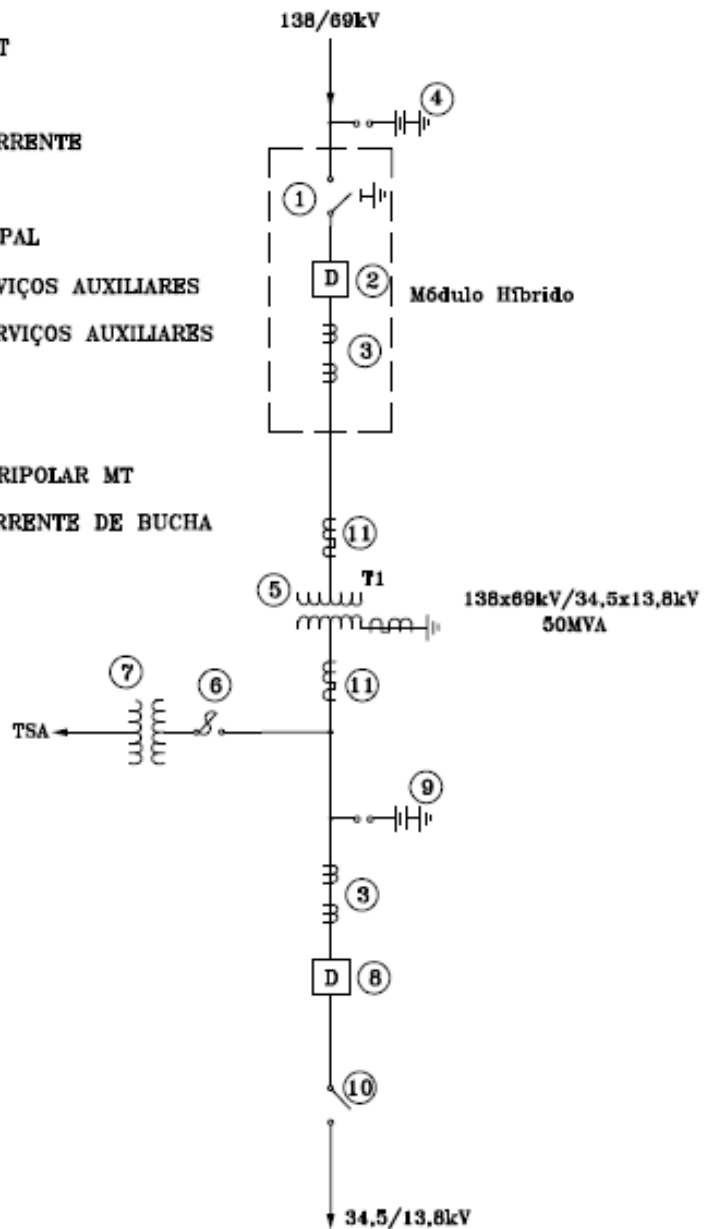 138/69kV
T
4
RRENTE
1
PAL
D 2
VIÇOS AUXILIARES
Módulo Híbrido
RVIÇOS AUXILIARES
3
RIPOLAR MT
RRENTE DE BUCHA
11
5
T1
138x69kV/34,5x13,8kV
50MVA
7
6
11
TSA
9
3
D 8
10
34,5/13,8kV